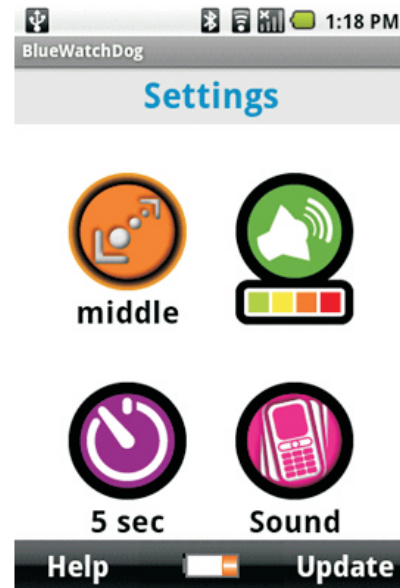 1:18 PM
BlueWatchDog
Settings
middle
5 sec
Sound
Help
Update